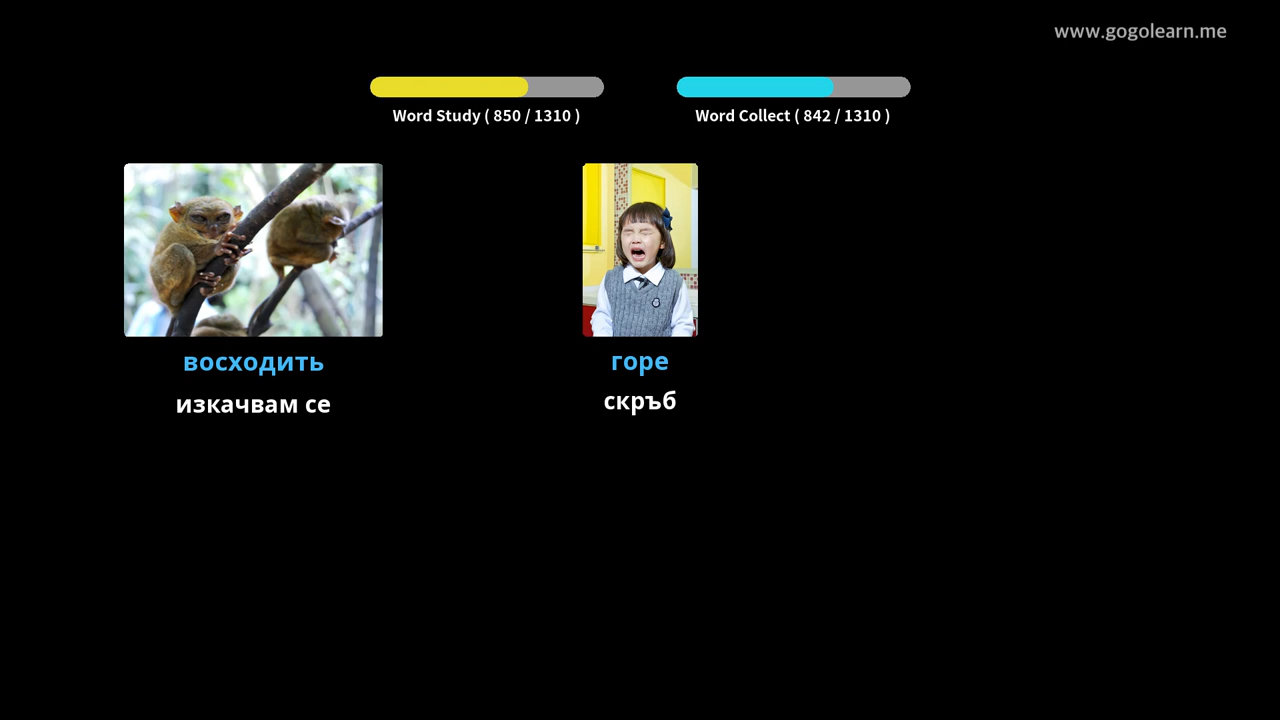 www.gogolearn.me
Word Study ( 850 / 1310 )
Word Collect ( 842 / 1310 )
восходить
изкачвам се
горе
скръб